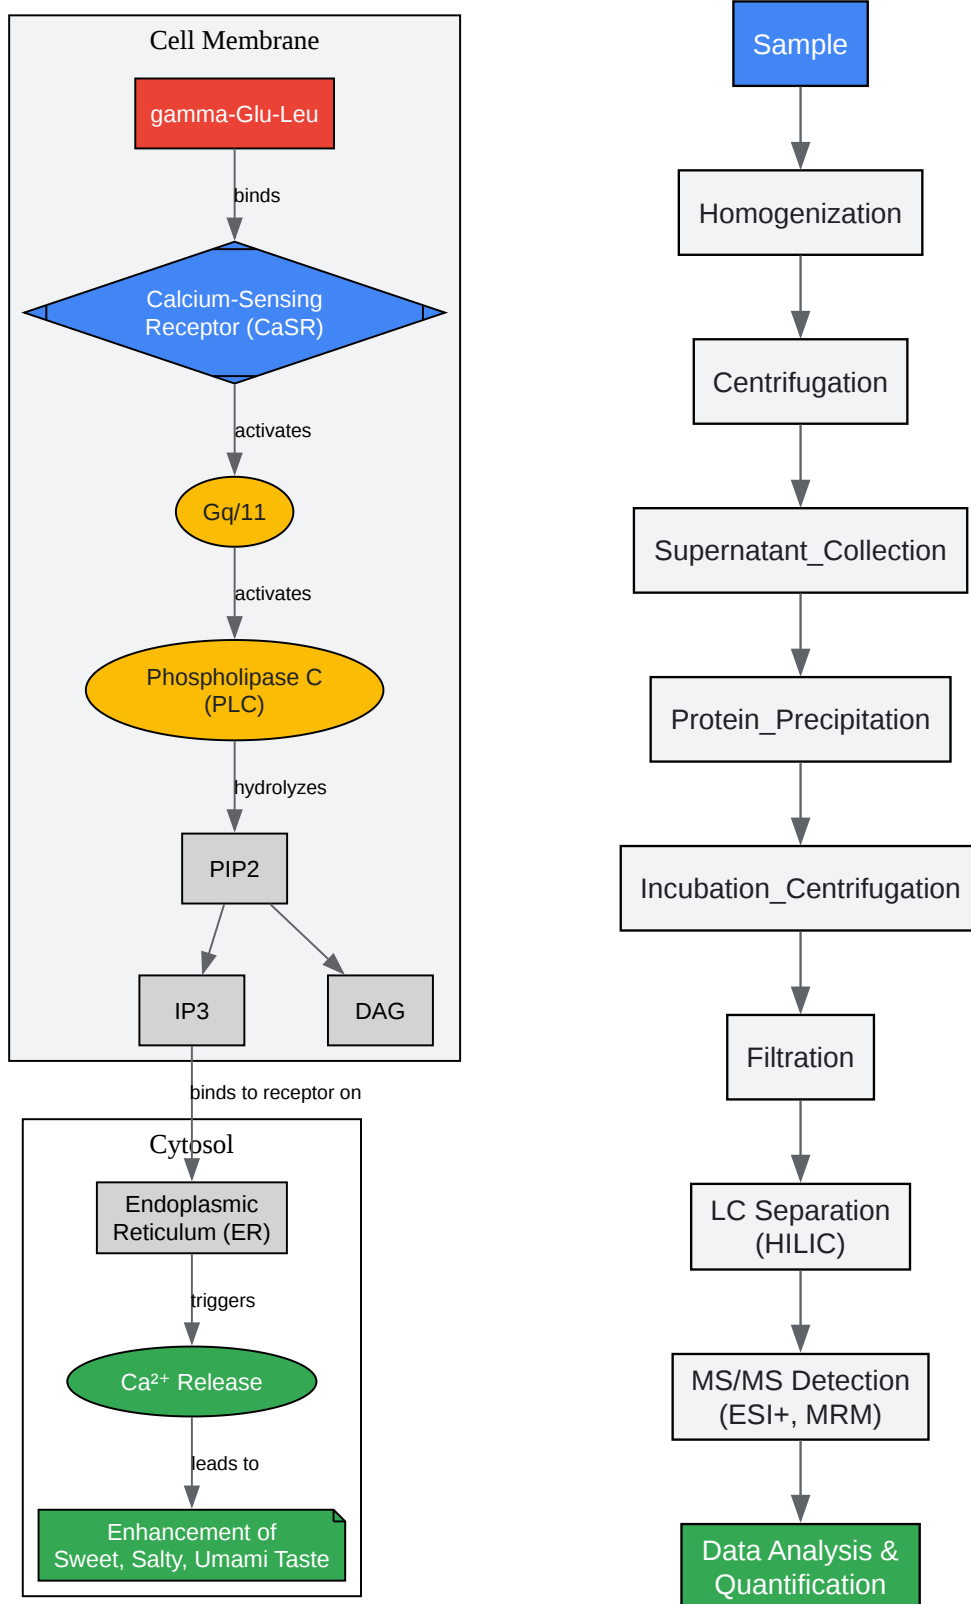 Cell Membrane
gamma-Glu-Leu
binds
Calcium-Sensing
Receptor (CaSR)
activates
Gq/11
activates
Phospholipase C
(PLC)
hydrolyzes
PIP2
IP3
DAG
binds to receptor on
Cytosol
Endoplasmic
Reticulum (ER)
triggers
Ca²⁺ Release
leads to
Enhancement of
Sweet, Salty, Umami Taste
Sample
Homogenization
Centrifugation
Supernatant_Collection
Protein_Precipitation
Incubation_Centrifugation
Filtration
LC Separation
(HILIC)
MS/MS Detection
(ESI+, MRM)
Data Analysis &
Quantification